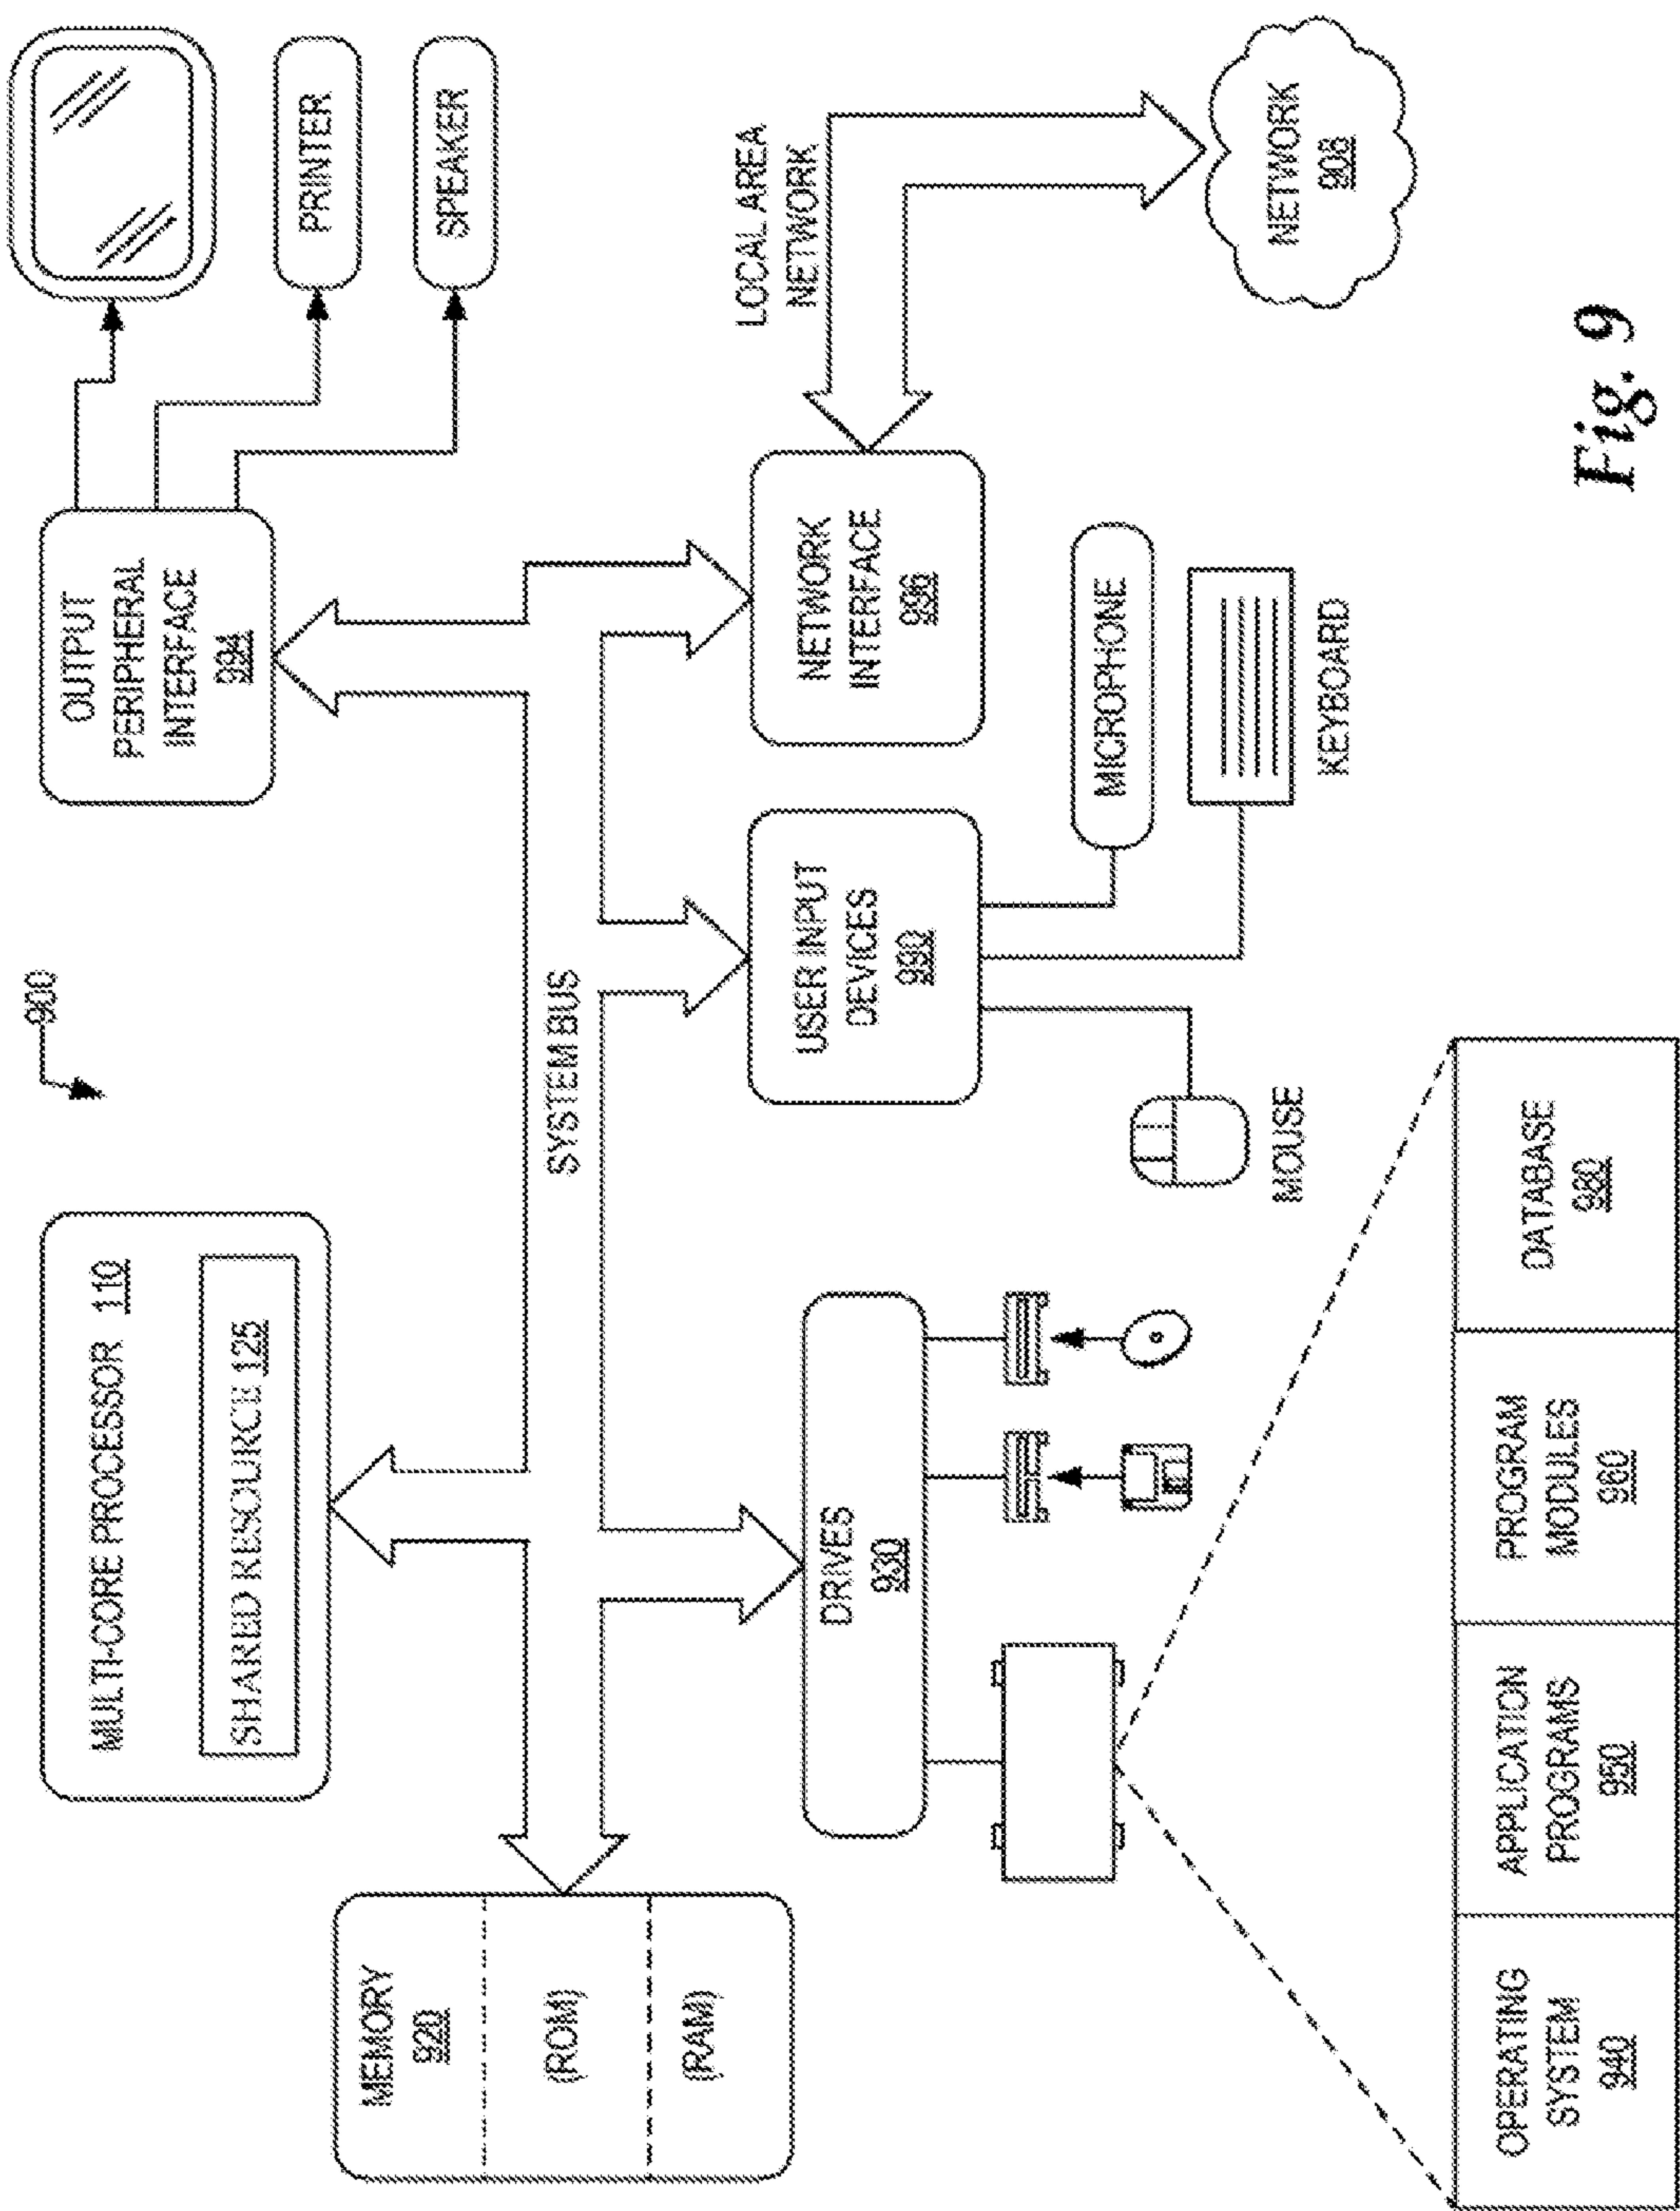 900
MULTI-CORE PROCESSOR 110
SHARED RESOURCE 125
OUTPUT
PERIPHERAL
INTERFACE
994
PRINTER
SPEAKER
MEMORY
920
(ROM)
(RAM)
SYSTEM BUS
LOCAL AREA
NETWORK
DRIVES
930
USER INPUT
DEVICES
990
NETWORK
INTERFACE
996
MICROPHONE
KEYBOARD
MOUSE
NETWORK
908
OPERATING
SYSTEM
940
APPLICATION
PROGRAMS
950
PROGRAM
MODULES
960
DATABASE
980
Fig. 9